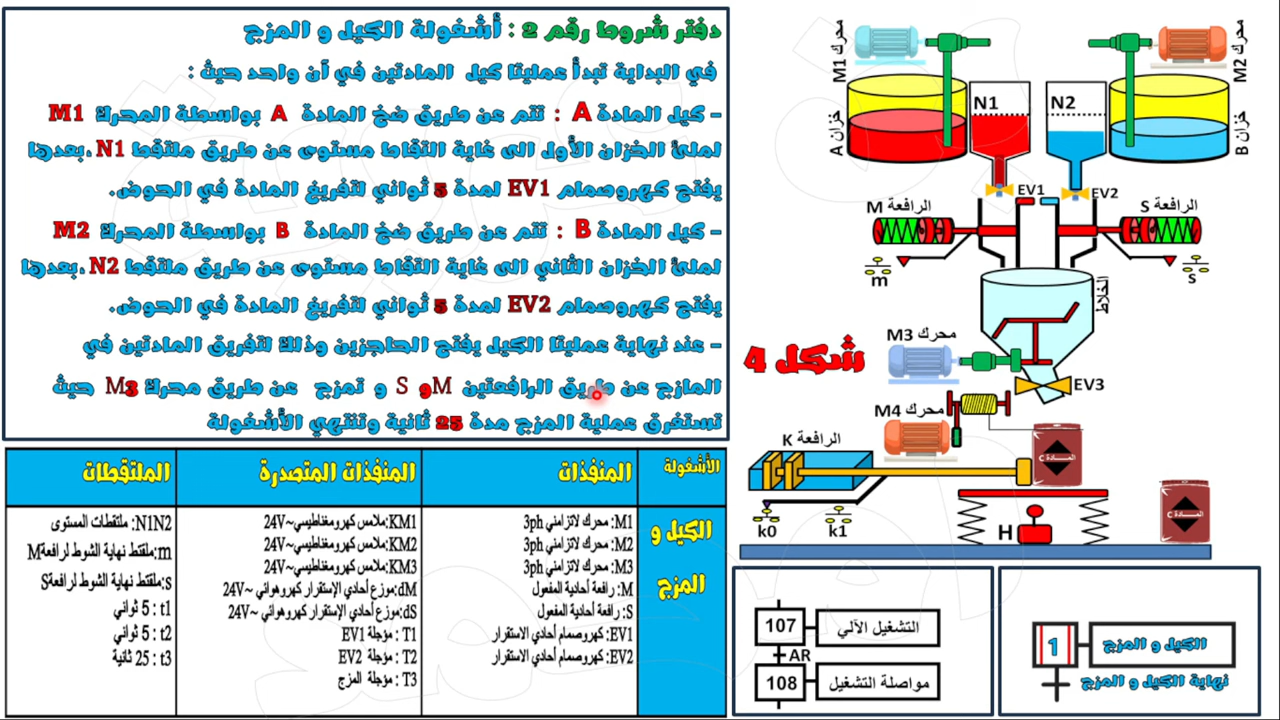 دفتر شروط رقم 2 : أشغولة الكيل و المزج
في البداية تبدأ عمليتا كيل المادتين في آن واحد حيث :
– كيل المادة A : تتم عن طريق ضخ المادة A بواسطة المحرك M1
لملئ الخزان الأول الى غاية التقاط مستوى عن طريق ملتقط N1 ،بعدها
يفتح كهروصمام EV1 لمدة 5 ثواني لتفريغ المادة في الحوض.
– كيل المادة B : تتم عن طريق ضخ المادة B بواسطة المحرك M2
لملئ الخزان الثاني الى غاية التقاط مستوى عن طريق ملتقط N2 ،بعدها
يفتح كهروصمام EV2 لمدة 5 ثواني لتفريغ المادة في الحوض.
– عند نهاية عمليتا الكيل يفتح الحاجزين وذلك لتفريق المادتين في
المازج عن طريق الرافعتين M و S و تمزج عن طريق محرك M3 حيث
تستغرق عملية المزج مدة 25 ثانية وتنتهي الأشغولة
الأشغولة
المنفذات
المنفذات المتصدرة
الملتقطات
الكيل و
المزج
M1: محرك لاتزامني 3ph
M2: محرك لاتزامني 3ph
M3: محرك لاتزامني 3ph
M: رافعة أحادية المفعول
S: رافعة أحادية المفعول
EV1: كهروصمام أحادي الاستقرار
EV2: كهروصمام أحادي الاستقرار
KM1:ملامس كهرومغناطيسي~24V
KM2:ملامس كهرومغناطيسي~24V
KM3:ملامس كهرومغناطيسي~24V
dM:موزع أحادي الإستقرار كهروهوائي ~24V
dS:موزع أحادي الإستقرار كهروهوائي ~24V
T1 : مؤجلة EV1
T2 : مؤجلة EV2
T3 : مؤجلة المزج
N1N2: ملتقطات المستوى
m:ملتقط نهاية الشوط لرافعةM
s:ملتقط نهاية الشوط لرافعةS
t1 : 5 ثواني
t2 : 5 ثواني
t3 : 25 ثانية
محرك M1
محرك M2
خزان A
خزان B
N1
N2
EV1
EV2
الرافعة M
الرافعة S
m
s
الخلاط
شكل 4
محرك M3
EV3
محرك M4
الرافعة K
المادة C
المادة C
k0
k1
H
107
التشغيل الآلي
AR
108
مواصلة التشغيل
1
الكيل و المزج
نهاية الكيل و المزج